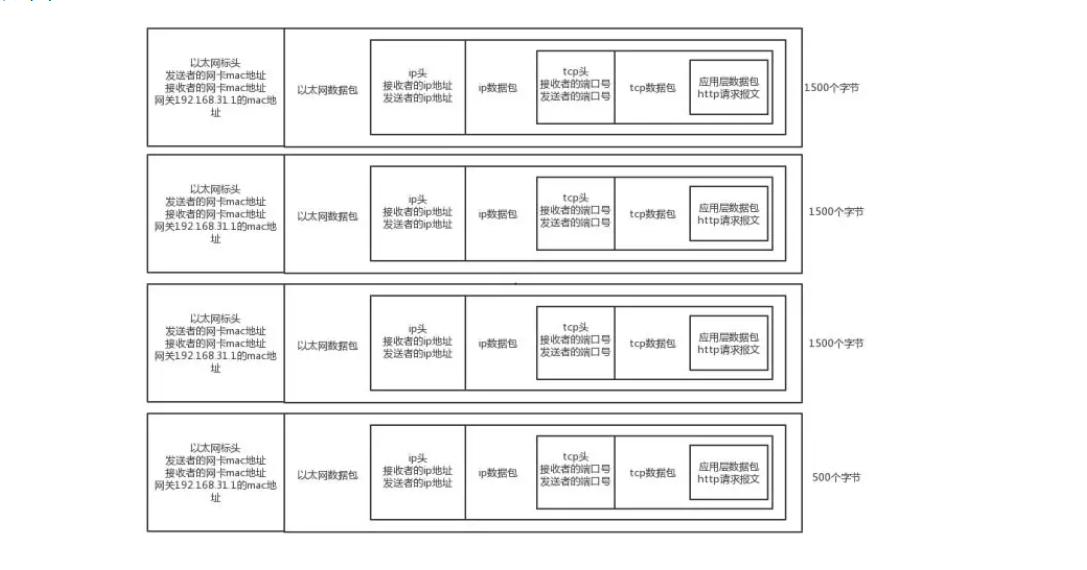 以太网标头
发送者的网卡mac地址
接收者的网卡mac地址
网关192.168.31.1的mac地
址
以太网数据包
ip头
接收者的ip地址
发送者的ip地址
ip数据包
tcp头
接收者的端口号
发送者的端口号
tcp数据包
应用层数据包
http请求报文
1500个字节
以太网标头
发送者的网卡mac地址
接收者的网卡mac地址
网关192.168.31.1的mac地
址
以太网数据包
ip头
接收者的ip地址
发送者的ip地址
ip数据包
tcp头
接收者的端口号
发送者的端口号
tcp数据包
应用层数据包
http请求报文
1500个字节
以太网标头
发送者的网卡mac地址
接收者的网卡mac地址
网关192.168.31.1的mac地
址
以太网数据包
ip头
接收者的ip地址
发送者的ip地址
ip数据包
tcp头
接收者的端口号
发送者的端口号
tcp数据包
应用层数据包
http请求报文
1500个字节
以太网标头
发送者的网卡mac地址
接收者的网卡mac地址
网关192.168.31.1的mac地
址
以太网数据包
ip头
接收者的ip地址
发送者的ip地址
ip数据包
tcp头
接收者的端口号
发送者的端口号
tcp数据包
应用层数据包
http请求报文
500个字节